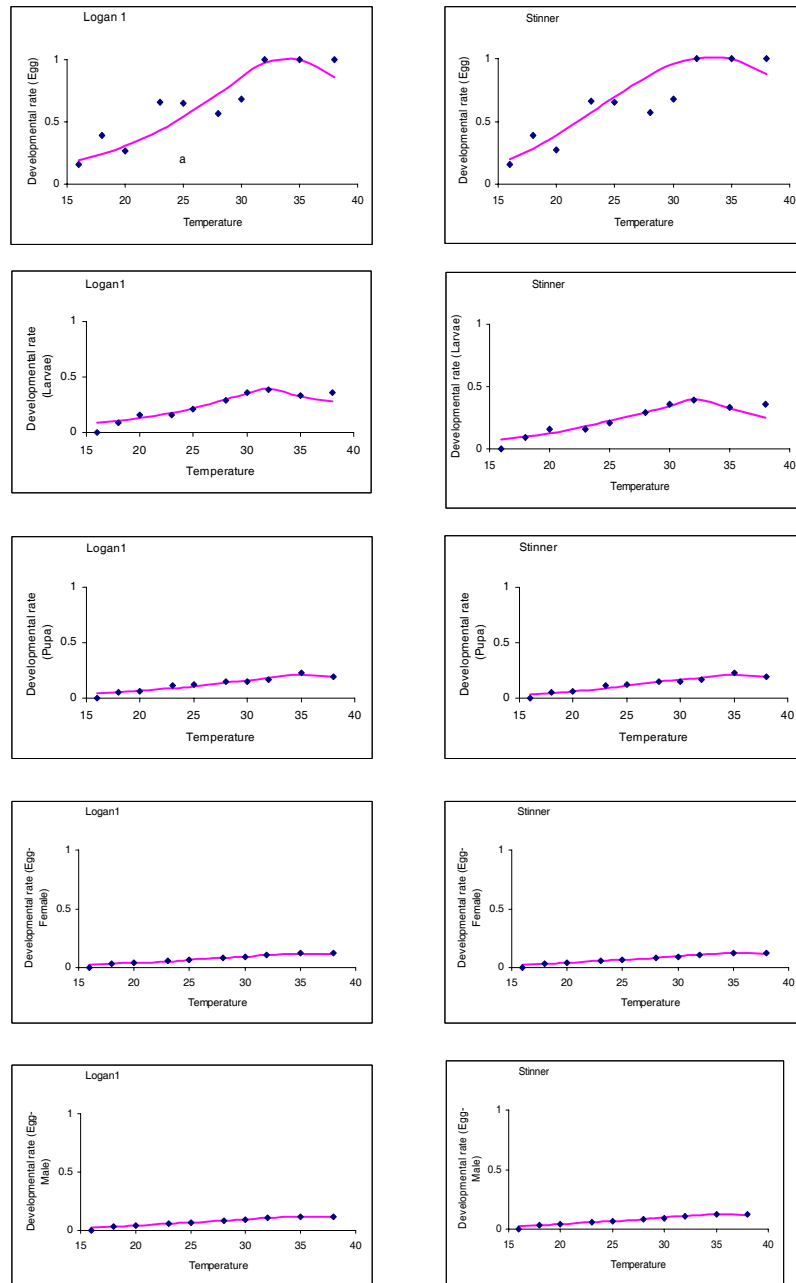 Logan 1
Developmental rate (Egg)
1
0.5
0
a
15 20 25 30 35 40
Temperature
Stinner
Developmental rate (Egg)
1
0.5
0
15 20 25 30 35 40
Temperature
Logan1
Developmental rate
(Larvae)
1
0.5
0
15 20 25 30 35 40
Temperature
Stinner
Developmental rate (Larvae)
1
0.5
0
15 20 25 30 35 40
Temperature
Logan1
Developmental rate
(Pupa)
1
0.5
0
15 20 25 30 35 40
Temperature
Stinner
Developmental rate
(Pupa)
1
0.5
0
15 20 25 30 35 40
Temperature
Logan1
Developmental rate (Egg-
Female)
1
0.5
0
15 20 25 30 35 40
Temperature
Stinner
Developmental rate (Egg-
Female)
1
0.5
0
15 20 25 30 35 40
Temperature
Logan1
Developmental rate (Egg-
Male)
1
0.5
0
15 20 25 30 35 40
Temperature
Stinner
Developmental rate (Egg-
Male)
1
0.5
0
15 20 25 30 35 40
Temperature